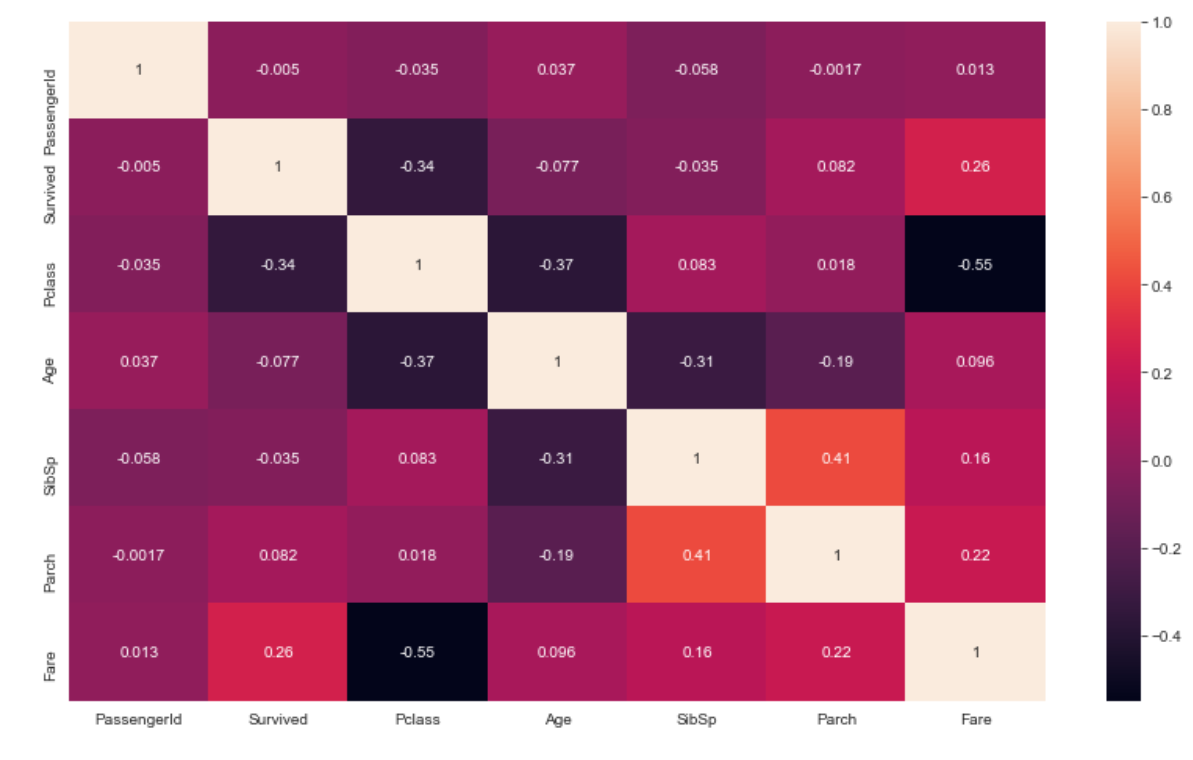 PassengerId 1 -0.005 -0.035 0.037 -0.058 -0.0017 0.013
Survived -0.005 1 -0.34 -0.077 -0.035 0.082 0.26
Pclass -0.035 -0.34 1 -0.37 0.083 0.018 -0.55
Age 0.037 -0.077 -0.37 1 -0.31 -0.19 0.096
SibSp -0.058 -0.035 0.083 -0.31 1 0.41 0.16
Parch -0.0017 0.082 0.018 -0.19 0.41 1 0.22
Fare 0.013 0.26 -0.55 0.096 0.16 0.22 1
PassengerId Survived Pclass Age SibSp Parch Fare
1.0
0.8
0.6
0.4
0.2
0.0
-0.2
-0.4